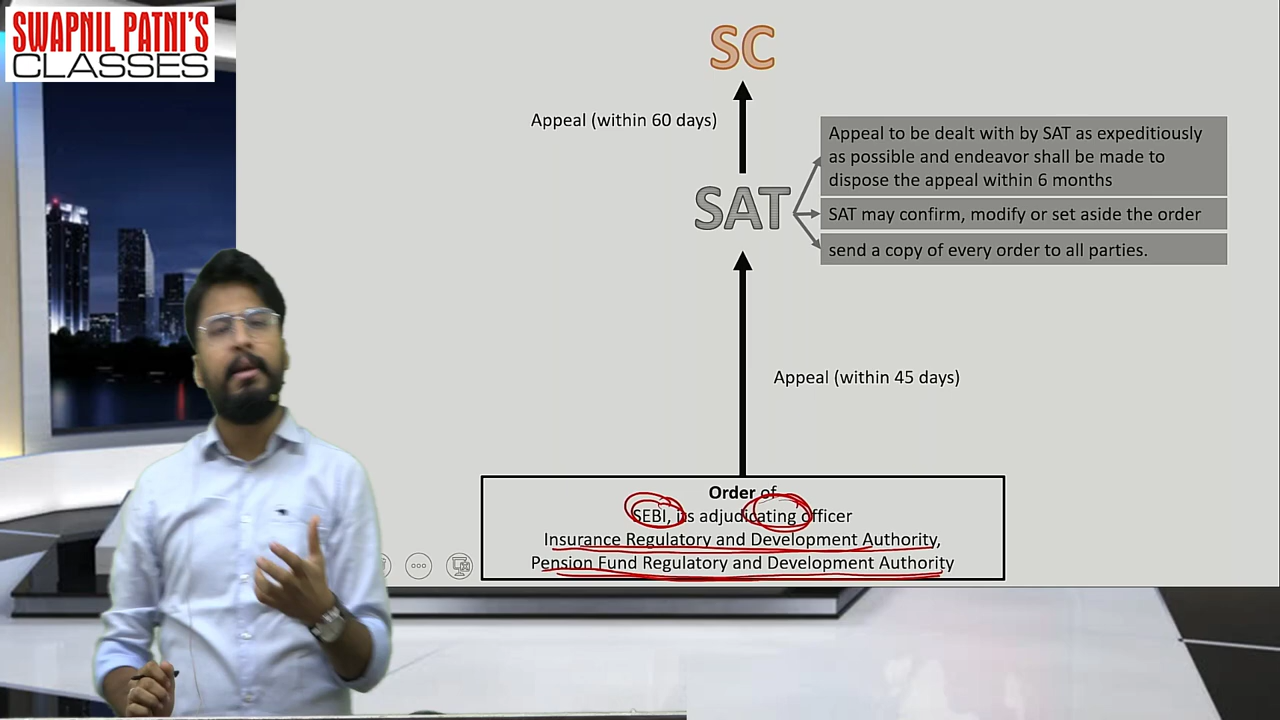 SWAPNIL PATNI'S
CLASSES
SC
Appeal (within 60 days)
SAT
Appeal to be dealt with by SAT as expeditiously
as possible and endeavor shall be made to
dispose the appeal within 6 months
SAT may confirm, modify or set aside the order
send a copy of every order to all parties.
Appeal (within 45 days)
Order of
SEBI, its adjudicating officer
Insurance Regulatory and Development Authority,
Pension Fund Regulatory and Development Authority